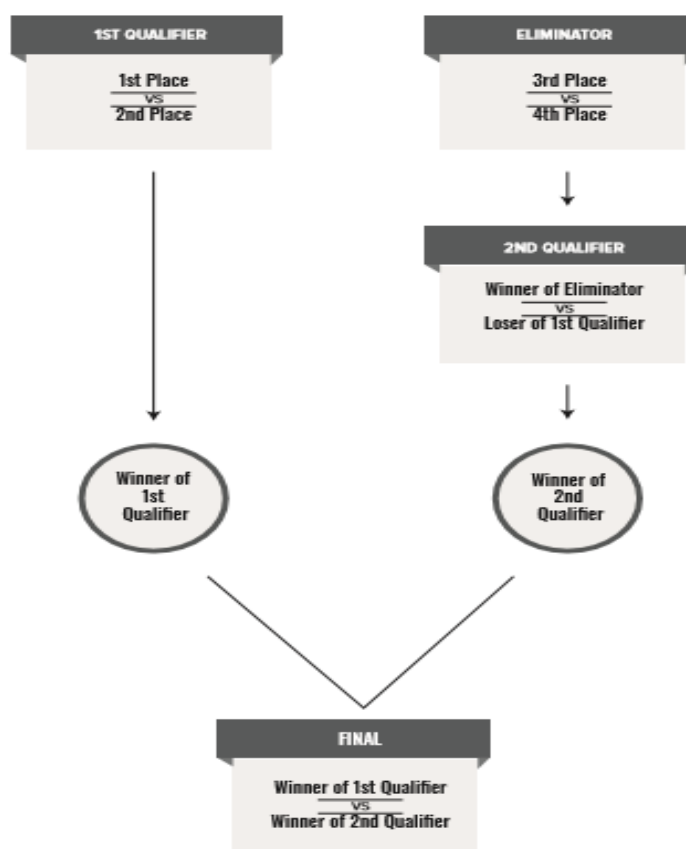 1ST QUALIFIER
1st Place
VS
2nd Place
ELIMINATOR
3rd Place
VS
4th Place
2ND QUALIFIER
Winner of Eliminator
VS
Loser of 1st Qualifier
Winner of
1st
Qualifier
Winner of
2nd
Qualifier
FINAL
Winner of 1st Qualifier
VS
Winner of 2nd Qualifier